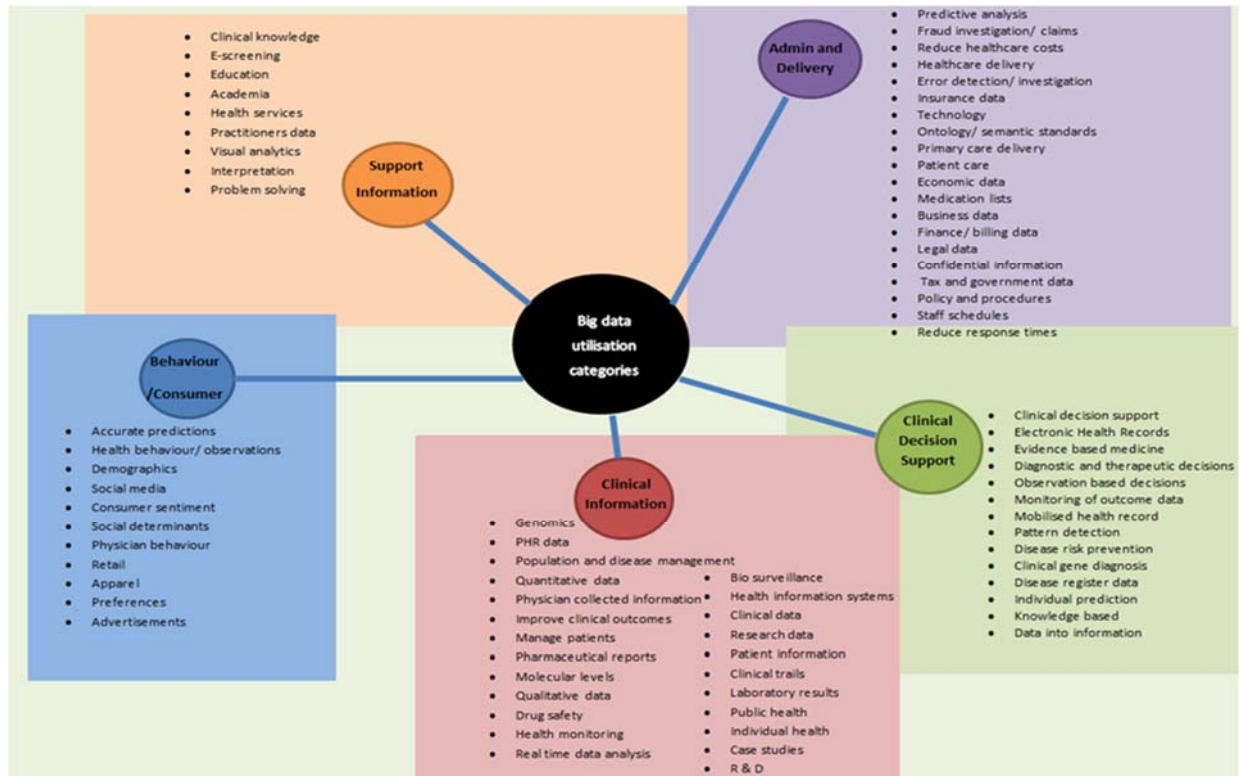 Support
Information
• Clinical knowledge
• E-screening
• Education
• Academia
• Health services
• Practitioners data
• Visual analytics
• Interpretation
• Problem solving
Admin and
Delivery
• Predictive analysis
• Fraud investigation/ claims
• Reduce healthcare costs
• Healthcare delivery
• Error detection/ investigation
• Insurance data
• Technology
• Ontology/ semantic standards
• Primary care delivery
• Patient care
• Economic data
• Medication lists
• Business data
• Finance/ billing data
• Legal data
• Confidential information
• Tax and government data
• Policy and procedures
• Staff schedules
• Reduce response times
Big data
utilisation
categories
Behaviour
/Consumer
• Accurate predictions
• Health behaviour/ observations
• Demographics
• Social media
• Consumer sentiment
• Social determinants
• Physician behaviour
• Retail
• Apparel
• Preferences
• Advertisements
Clinical
Information
• Genomics
• PHR data
• Population and disease management
• Quantitative data
• Physician collected information
• Improve clinical outcomes
• Manage patients
• Pharmaceutical reports
• Molecular levels
• Qualitative data
• Drug safety
• Health monitoring
• Real time data analysis
• Bio surveillance
• Health information systems
• Clinical data
• Research data
• Patient information
• Clinical trails
• Laboratory results
• Public health
• Individual health
• Case studies
• R & D
Clinical
Decision
Support
• Clinical decision support
• Electronic Health Records
• Evidence based medicine
• Diagnostic and therapeutic decisions
• Observation based decisions
• Monitoring of outcome data
• Mobilised health record
• Pattern detection
• Disease risk prevention
• Clinical gene diagnosis
• Disease register data
• Individual prediction
• Knowledge based
• Data into information